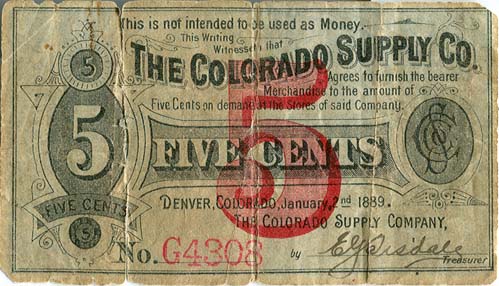 This is not intended to be used as Money.
This Writing
Witnesseth that
THE COLORADO SUPPLY CO.
Agrees to furnish the bearer
Merchandise to the amount of
Five Cents on demand at the Stores of said Company.
5
5
5
FIVE CENTS
FIVE CENTS
5
DENVER, COLORADO, January, 2nd 1889.
THE COLORADO SUPPLY COMPANY,
No. G4308
by
Treasurer